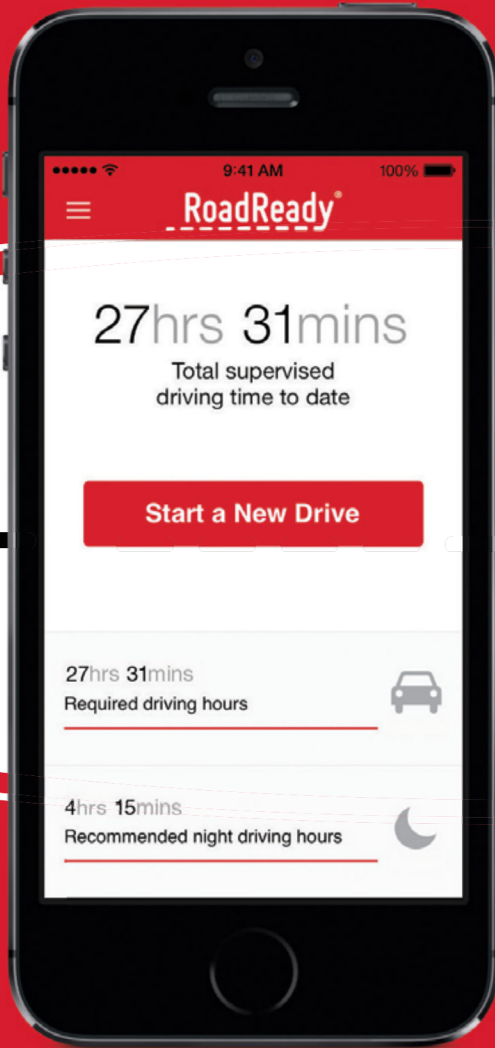 9:41 AM
100%
RoadReady®
27hrs 31mins
Total supervised
driving time to date
Start a New Drive
27hrs 31mins
Required driving hours
4hrs 15mins
Recommended night driving hours